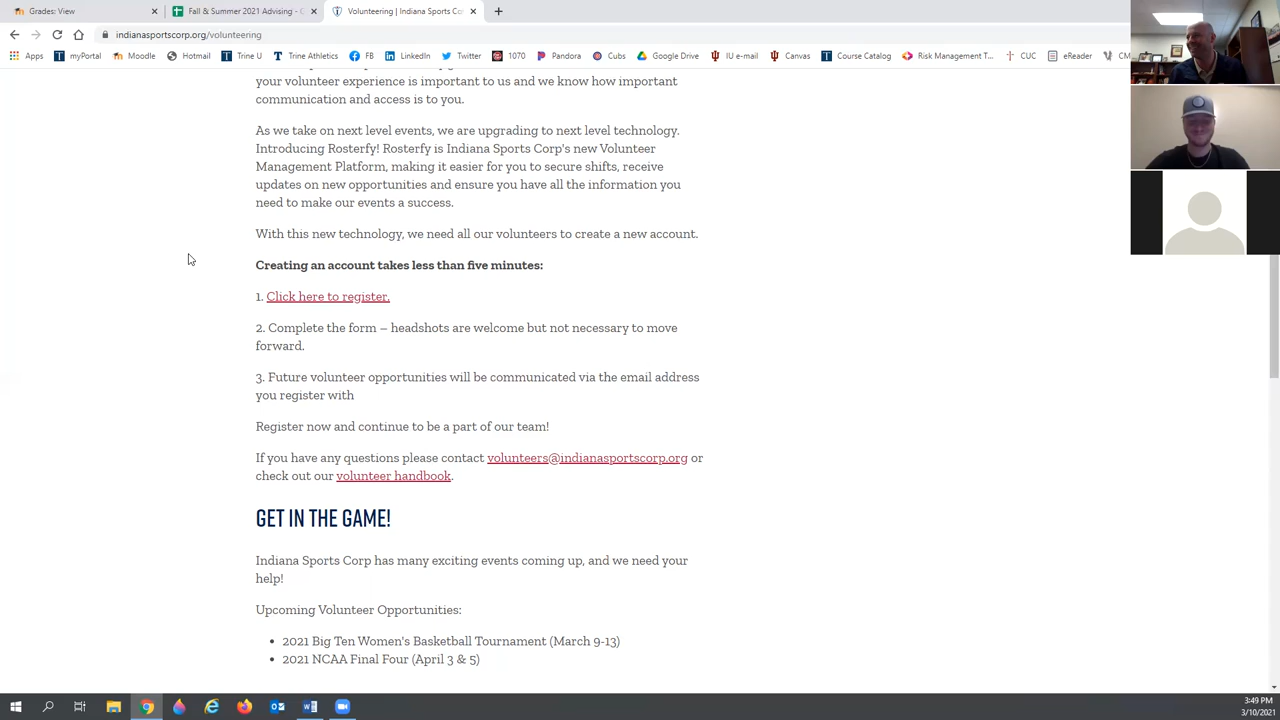 Grades: View
Fall & Summer 2021 Advising - G
Volunteering | Indiana Sports Co
indianasportscorp.org/volunteering
Apps myPortal Moodle Hotmail Trine U Trine Athletics FB LinkedIn Twitter 1070 Pandora Cubs Google Drive IU e-mail Canvas Course Catalog Risk Management T... CUC eReader CM
your volunteer experience is important to us and we know how important
communication and access is to you.
As we take on next level events, we are upgrading to next level technology.
Introducing Rosterfy! Rosterfy is Indiana Sports Corp's new Volunteer
Management Platform, making it easier for you to secure shifts, receive
updates on new opportunities and ensure you have all the information you
need to make our events a success.
With this new technology, we need all our volunteers to create a new account.
Creating an account takes less than five minutes:
1. Click here to register.
2. Complete the form – headshots are welcome but not necessary to move
forward.
3. Future volunteer opportunities will be communicated via the email address
you register with
Register now and continue to be a part of our team!
If you have any questions please contact volunteers@indianasportscorp.org or
check out our volunteer handbook.
GET IN THE GAME!
Indiana Sports Corp has many exciting events coming up, and we need your
help!
Upcoming Volunteer Opportunities:
• 2021 Big Ten Women's Basketball Tournament (March 9-13)
• 2021 NCAA Final Four (April 3 & 5)
3:49 PM
3/10/2021